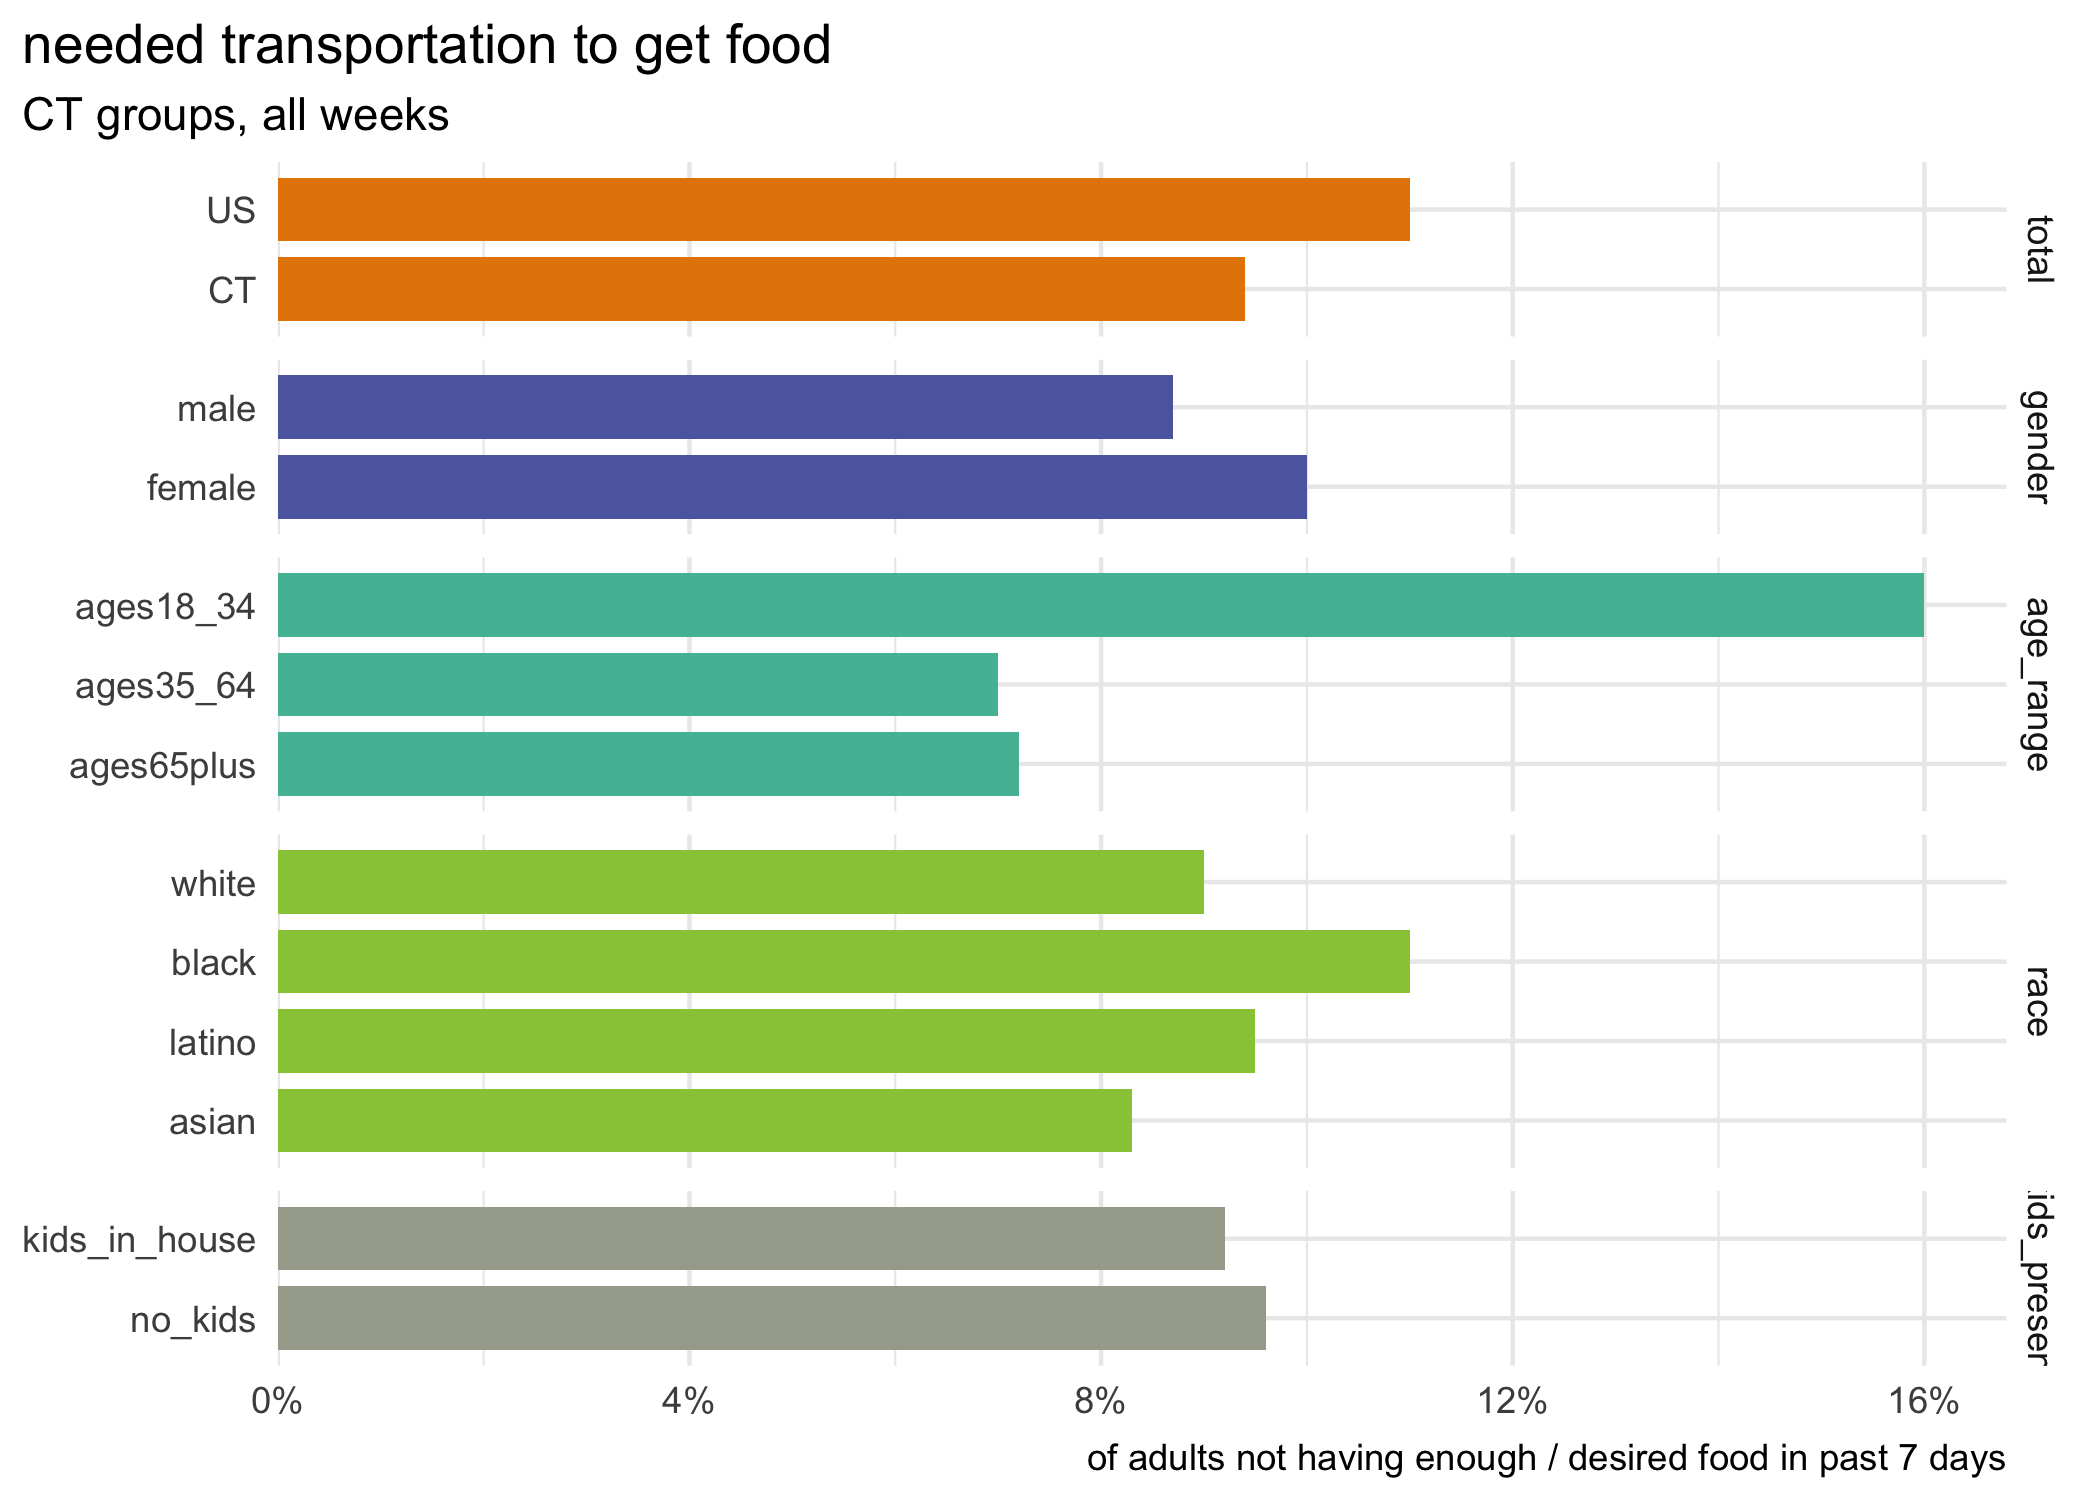 needed transportation to get food
CT groups, all weeks
US
CT
total
male
female
gender
ages18_34
ages35_64
ages65plus
age_range
white
black
latino
asian
race
kids_in_house
no_kids
ids_preser
0%
4%
8%
12%
16%
of adults not having enough / desired food in past 7 days